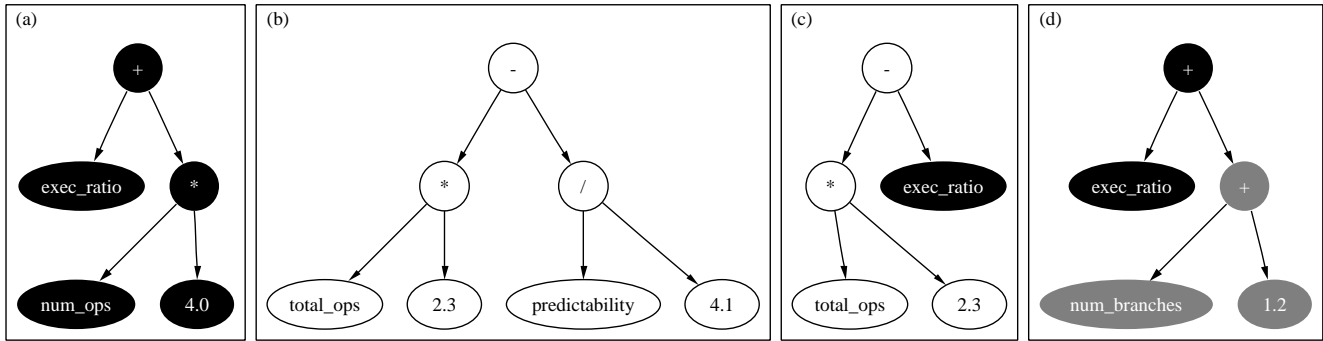 (a)
+
exec_ratio
*
num_ops
4.0
(b)
-
*
/
total_ops
2.3
predictability
4.1
(c)
-
*
exec_ratio
total_ops
2.3
(d)
+
exec_ratio
+
num_branches
1.2